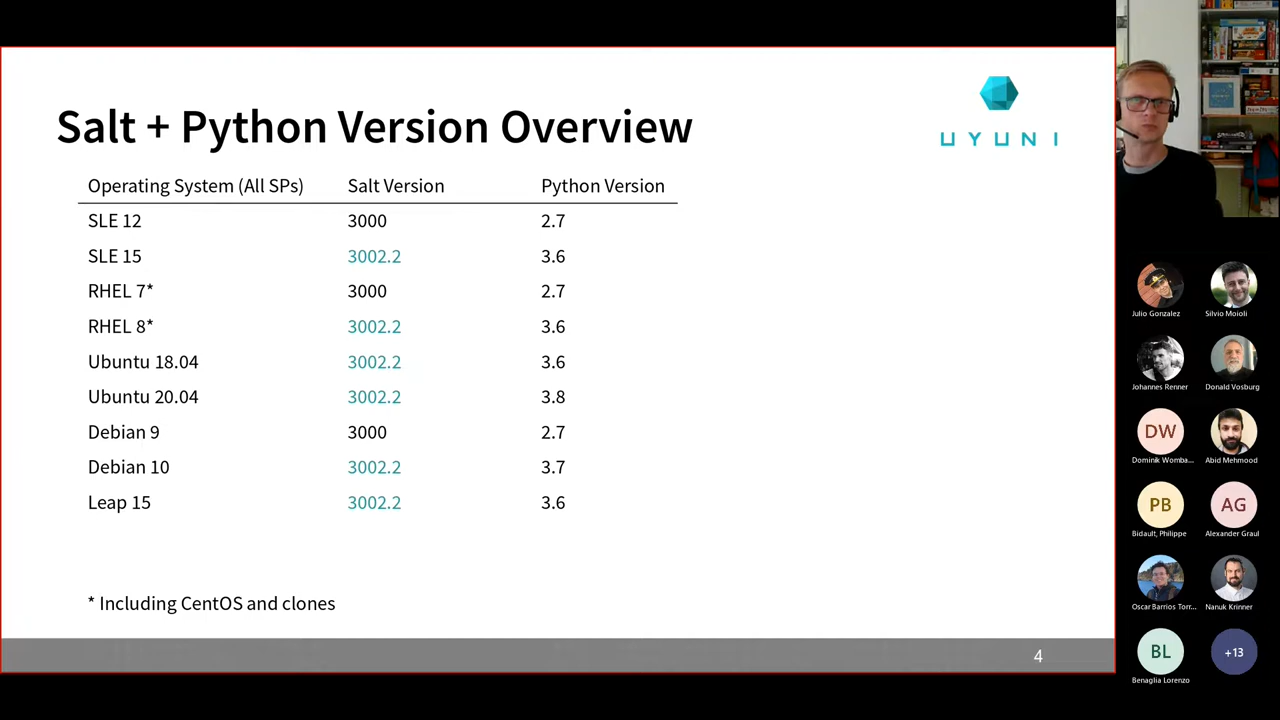 Salt + Python Version Overview
UYUNI
Operating System (All SPs) Salt Version Python Version
SLE 12 3000 2.7
SLE 15 3002.2 3.6
RHEL 7* 3000 2.7
RHEL 8* 3002.2 3.6
Ubuntu 18.04 3002.2 3.6
Ubuntu 20.04 3002.2 3.8
Debian 9 3000 2.7
Debian 10 3002.2 3.7
Leap 15 3002.2 3.6
* Including CentOS and clones
4
Julio Gonzalez Silvio Moioli
Johannes Renner Donald Vosburg
DW
Dominik Womba... Abid Mehmood
PB AG
Bidault, Philippe Alexander Graul
Oscar Barrios Torr... Nanuk Krinner
BL +13
Benaglia Lorenzo